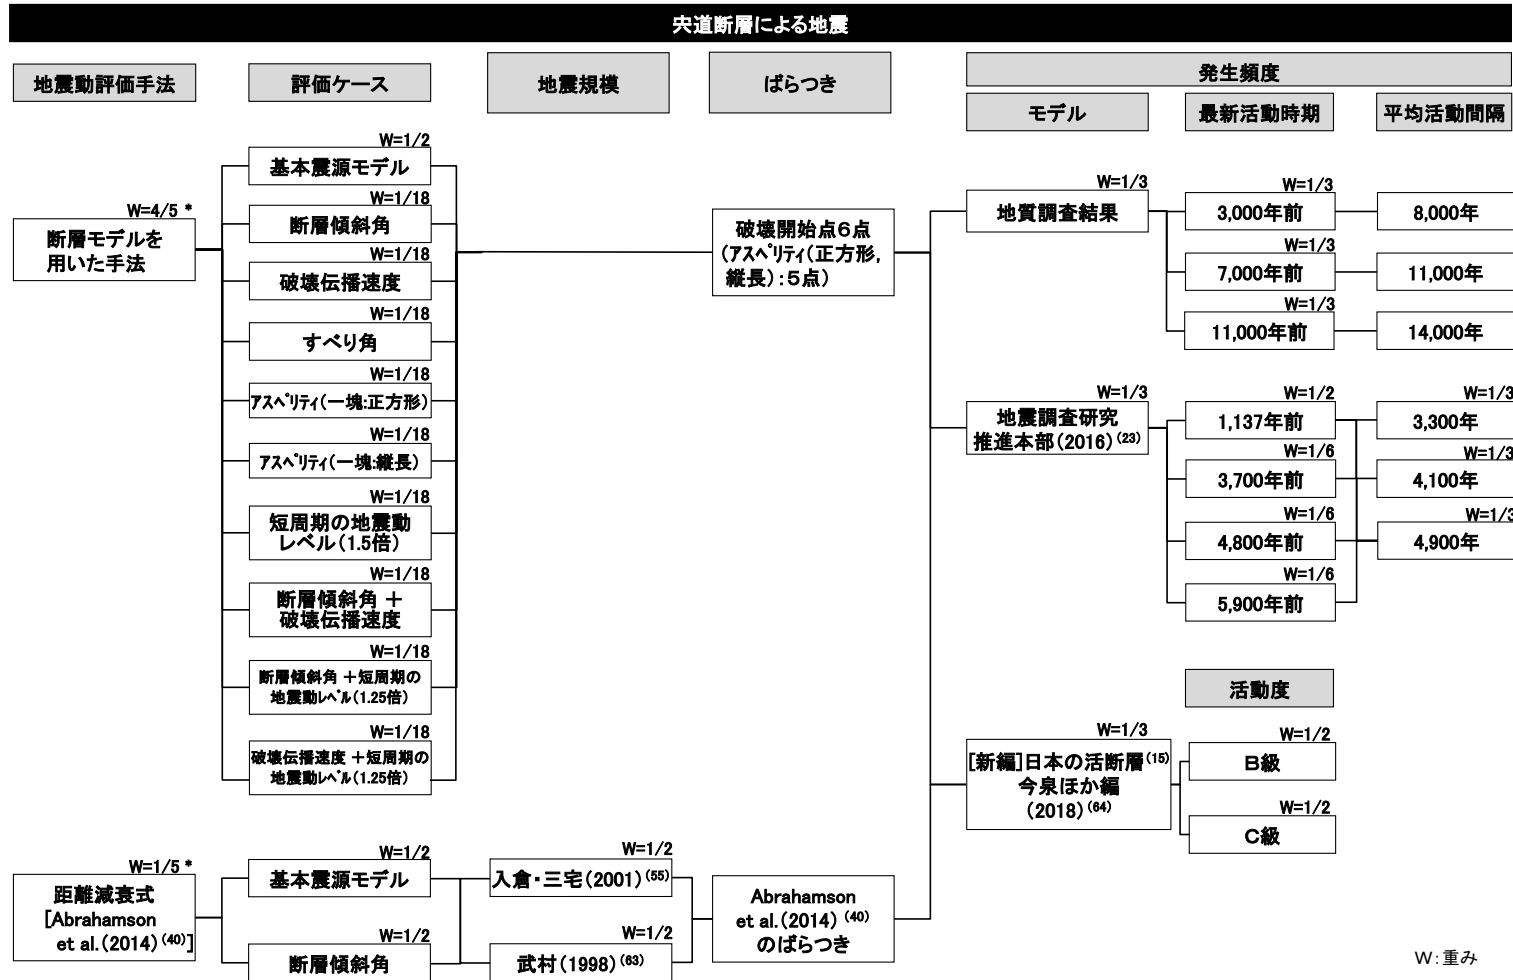 宍道断層による地震
地震動評価手法
評価ケース
地震規模
ばらつき
発生頻度
モデル
最新活動時期
平均活動間隔
W=4/5 *
断層モデルを
用いた手法
W=1/2
基本震源モデル
W=1/18
断層傾斜角
W=1/18
破壊伝播速度
W=1/18
すべり角
W=1/18
アスペリティ(一塊:正方形)
W=1/18
アスペリティ(一塊:縦長)
W=1/18
短周期の地震動
レベル(1.5倍)
W=1/18
断層傾斜角 +
破壊伝播速度
W=1/18
断層傾斜角 +短周期の
地震動レベル(1.25倍)
W=1/18
破壊伝播速度 +短周期の
地震動レベル(1.25倍)
破壊開始点6点
(アスペリティ(正方形,
縦長):5点)
W=1/3
地質調査結果
W=1/3
3,000年前
8,000年
W=1/3
7,000年前
11,000年
W=1/3
11,000年前
14,000年
W=1/3
地震調査研究
推進本部(2016)(23)
W=1/2
1,137年前
W=1/6
3,700年前
W=1/6
4,800年前
W=1/6
5,900年前
W=1/3
3,300年
W=1/3
4,100年
W=1/3
4,900年
活動度
W=1/3
[新編]日本の活断層(15)
今泉ほか編
(2018)(64)
W=1/2
B級
W=1/2
C級
W=1/5 *
距離減衰式
[Abrahamson
et al.(2014)(40)]
W=1/2
基本震源モデル
W=1/2
断層傾斜角
W=1/2
入倉・三宅(2001)(55)
W=1/2
武村(1998)(63)
Abrahamson
et al.(2014)(40)
のばらつき
W:重み